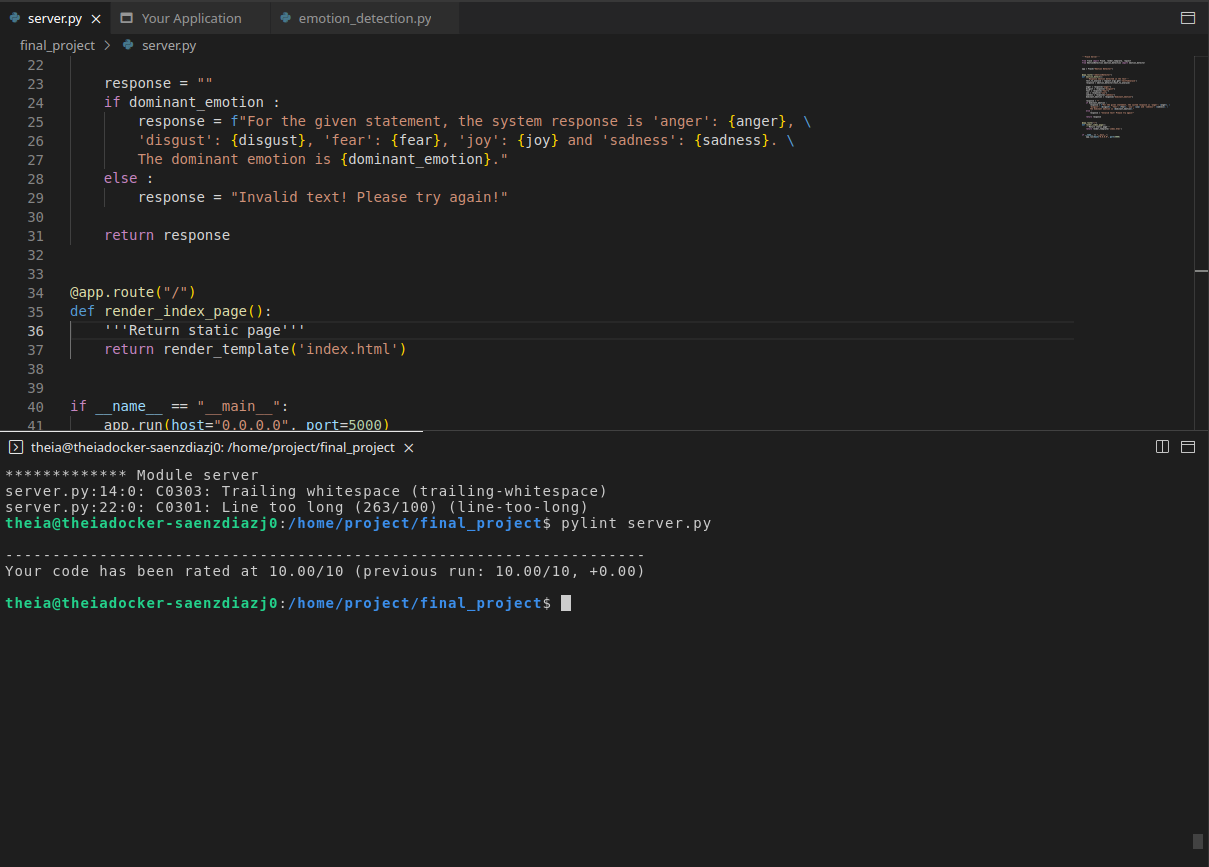 server.py × Your Application emotion_detection.py
final_project > server.py
22
23 response = ""
24 if dominant_emotion :
25 response = f"For the given statement, the system response is 'anger': {anger}, \
26 'disgust': {disgust}, 'fear': {fear}, 'joy': {joy} and 'sadness': {sadness}. \
27 The dominant emotion is {dominant_emotion}."
28 else :
29 response = "Invalid text! Please try again!"
30
31 return response
32
33
34 @app.route("/")
35 def render_index_page():
36 '''Return static page'''
37 return render_template('index.html')
38
39
40 if __name__ == "__main__":
41 app.run(host="0.0.0.0", port=5000)
theia@theiadocker-saenzdiazj0: /home/project/final_project ×
************* Module server
server.py:14:0: C0303: Trailing whitespace (trailing-whitespace)
server.py:22:0: C0301: Line too long (263/100) (line-too-long)
theia@theiadocker-saenzdiazj0:/home/project/final_project$ pylint server.py
--------------------------------------------------------------------
Your code has been rated at 10.00/10 (previous run: 10.00/10, +0.00)
theia@theiadocker-saenzdiazj0:/home/project/final_project$